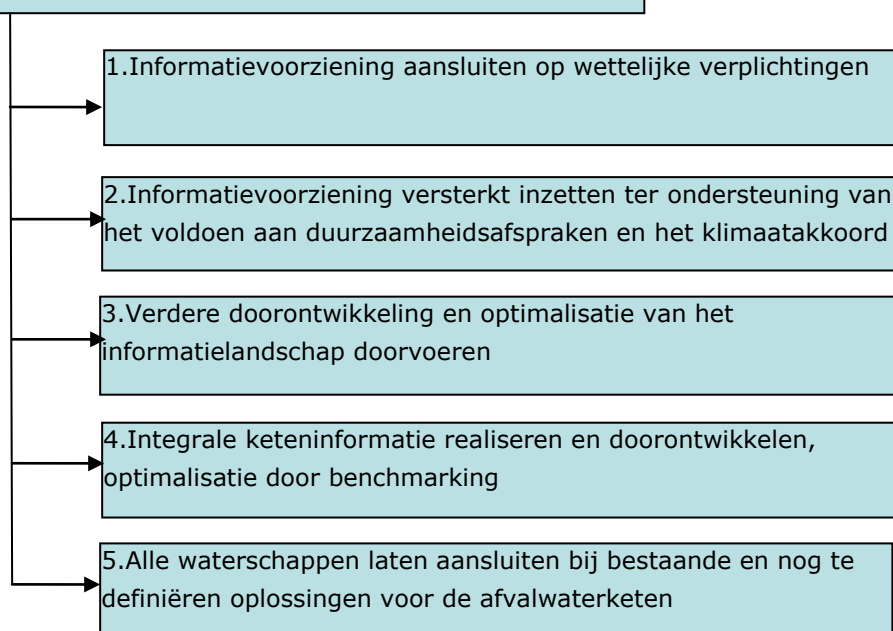 1.Informatievoorziening aansluiten op wettelijke verplichtingen
2.Informatievoorziening versterkt inzetten ter ondersteuning van
het voldoen aan duurzaamheidsafspraken en het klimaatakkoord
3.Verdere doorontwikkeling en optimalisatie van het
informatielandschap doorvoeren
4.Integrale keteninformatie realiseren en doorontwikkelen,
optimalisatie door benchmarking
5.Alle waterschappen laten aansluiten bij bestaande en nog te
definiëren oplossingen voor de afvalwaterketen